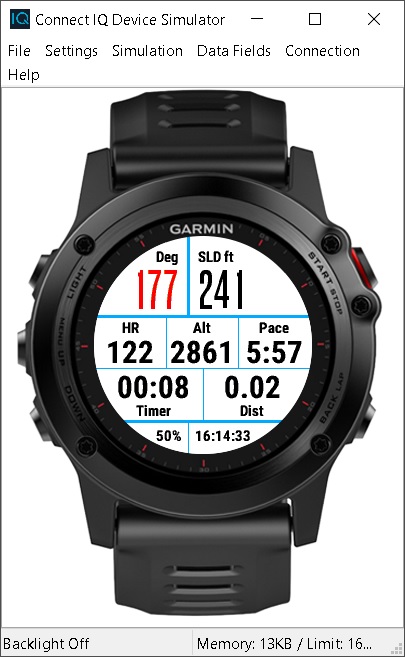 Connect IQ Device Simulator
File Settings Simulation Data Fields Connection
Help
GARMIN
LIGHT
START STOP
MENU UP
DOWN
BACK LAP
Deg SLD ft
177 241
HR Alt Pace
122 2861 5:57
00:08 0.02
Timer Dist
50% 16:14:33
Backlight Off Memory: 13KB / Limit: 16...